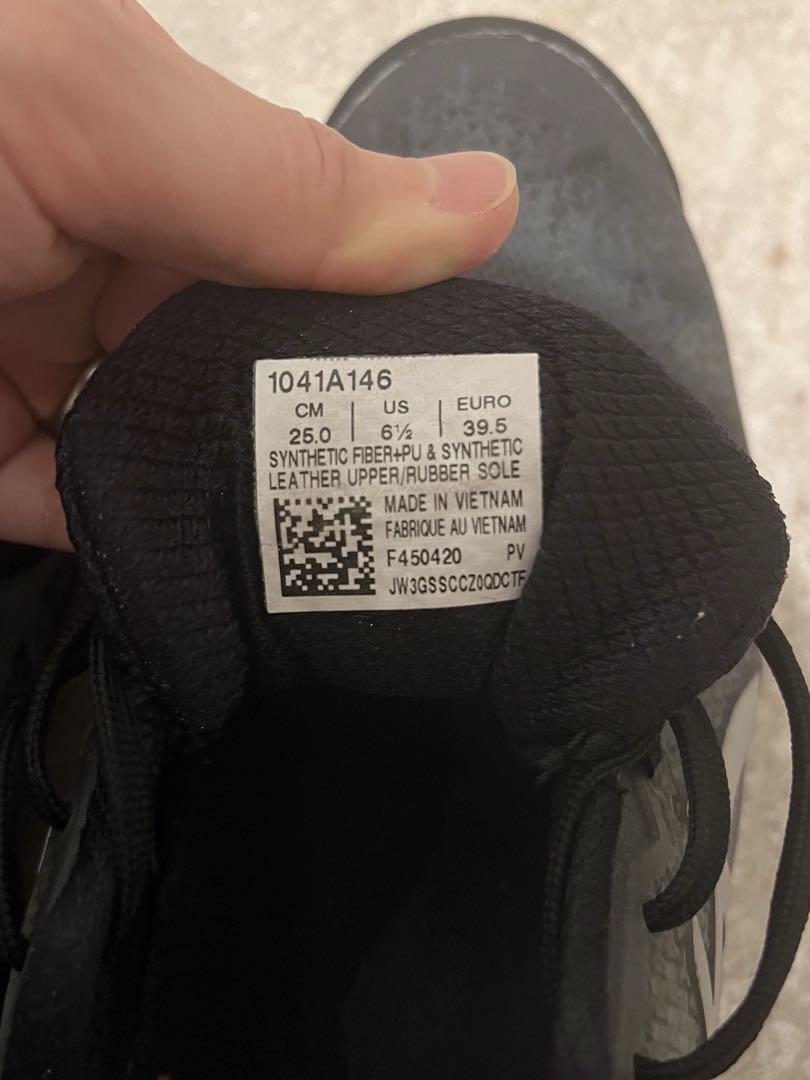 1041A146
CM | US | EURO
25.0 | 6½ | 39.5
SYNTHETIC FIBER+PU & SYNTHETIC
LEATHER UPPER/RUBBER SOLE
MADE IN VIETNAM
FABRIQUE AU VIETNAM
F450420 PV
JW3GSSCCZ0QDCTF